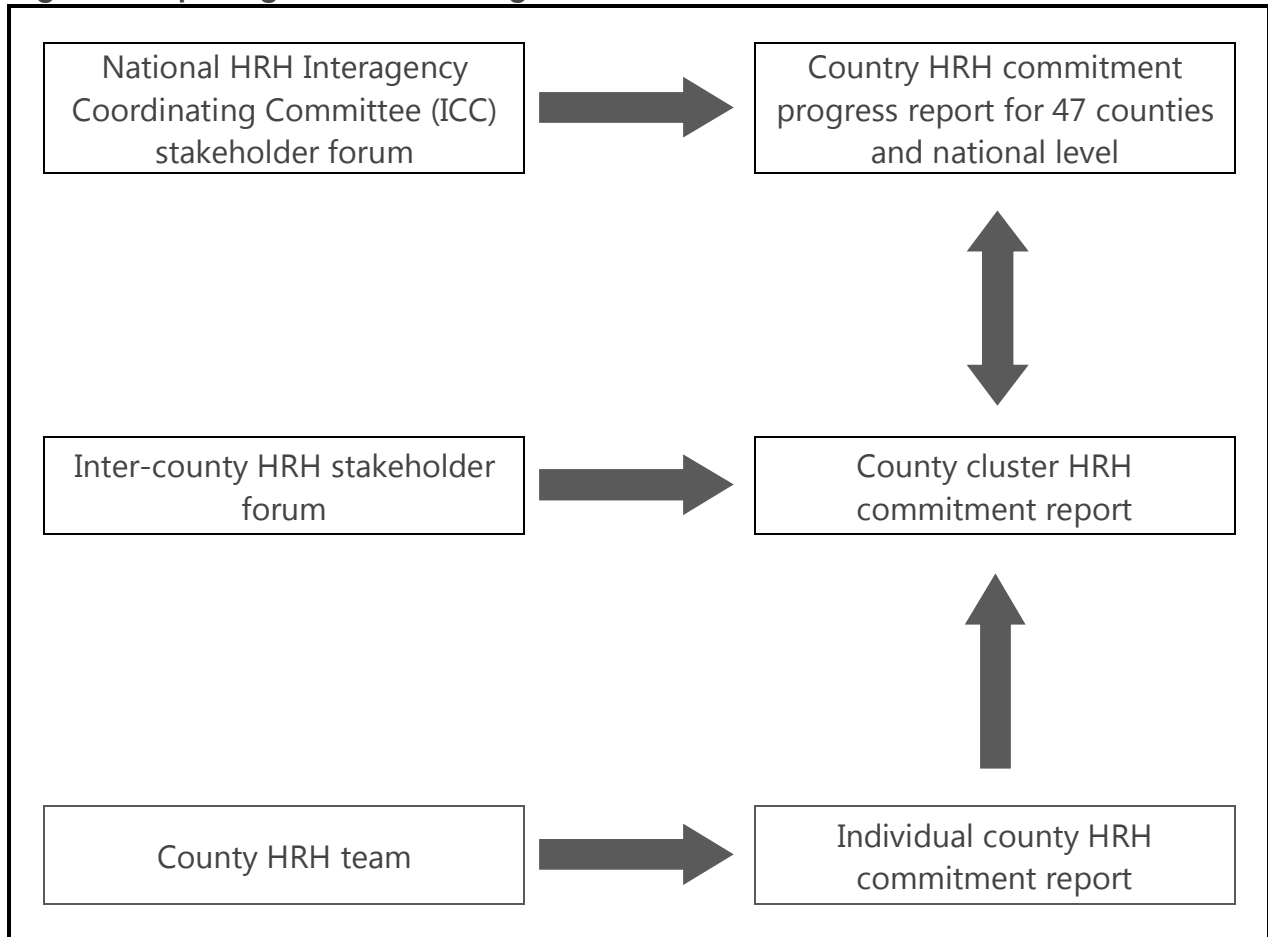 National HRH Interagency
Coordinating Committee (ICC)
stakeholder forum
Country HRH commitment
progress report for 47 counties
and national level
Inter-county HRH stakeholder
forum
County cluster HRH
commitment report
County HRH team
Individual county HRH
commitment report